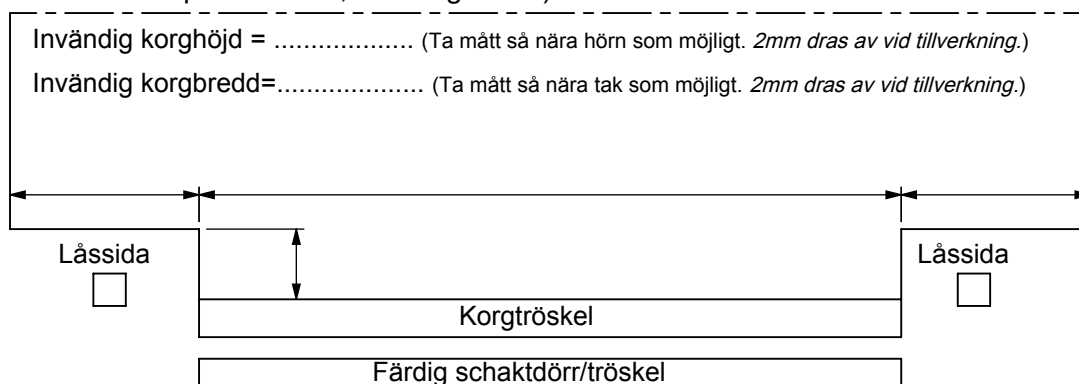 Invändig korghöjd = ................... (Ta mått så nära hörn som möjligt. 2mm dras av vid tillverkning.)
Invändig korgbredd=.................... (Ta mått så nära tak som möjligt. 2mm dras av vid tillverkning.)
Låssida
Låssida
Korgtröskel
Färdig schaktdörr/tröskel